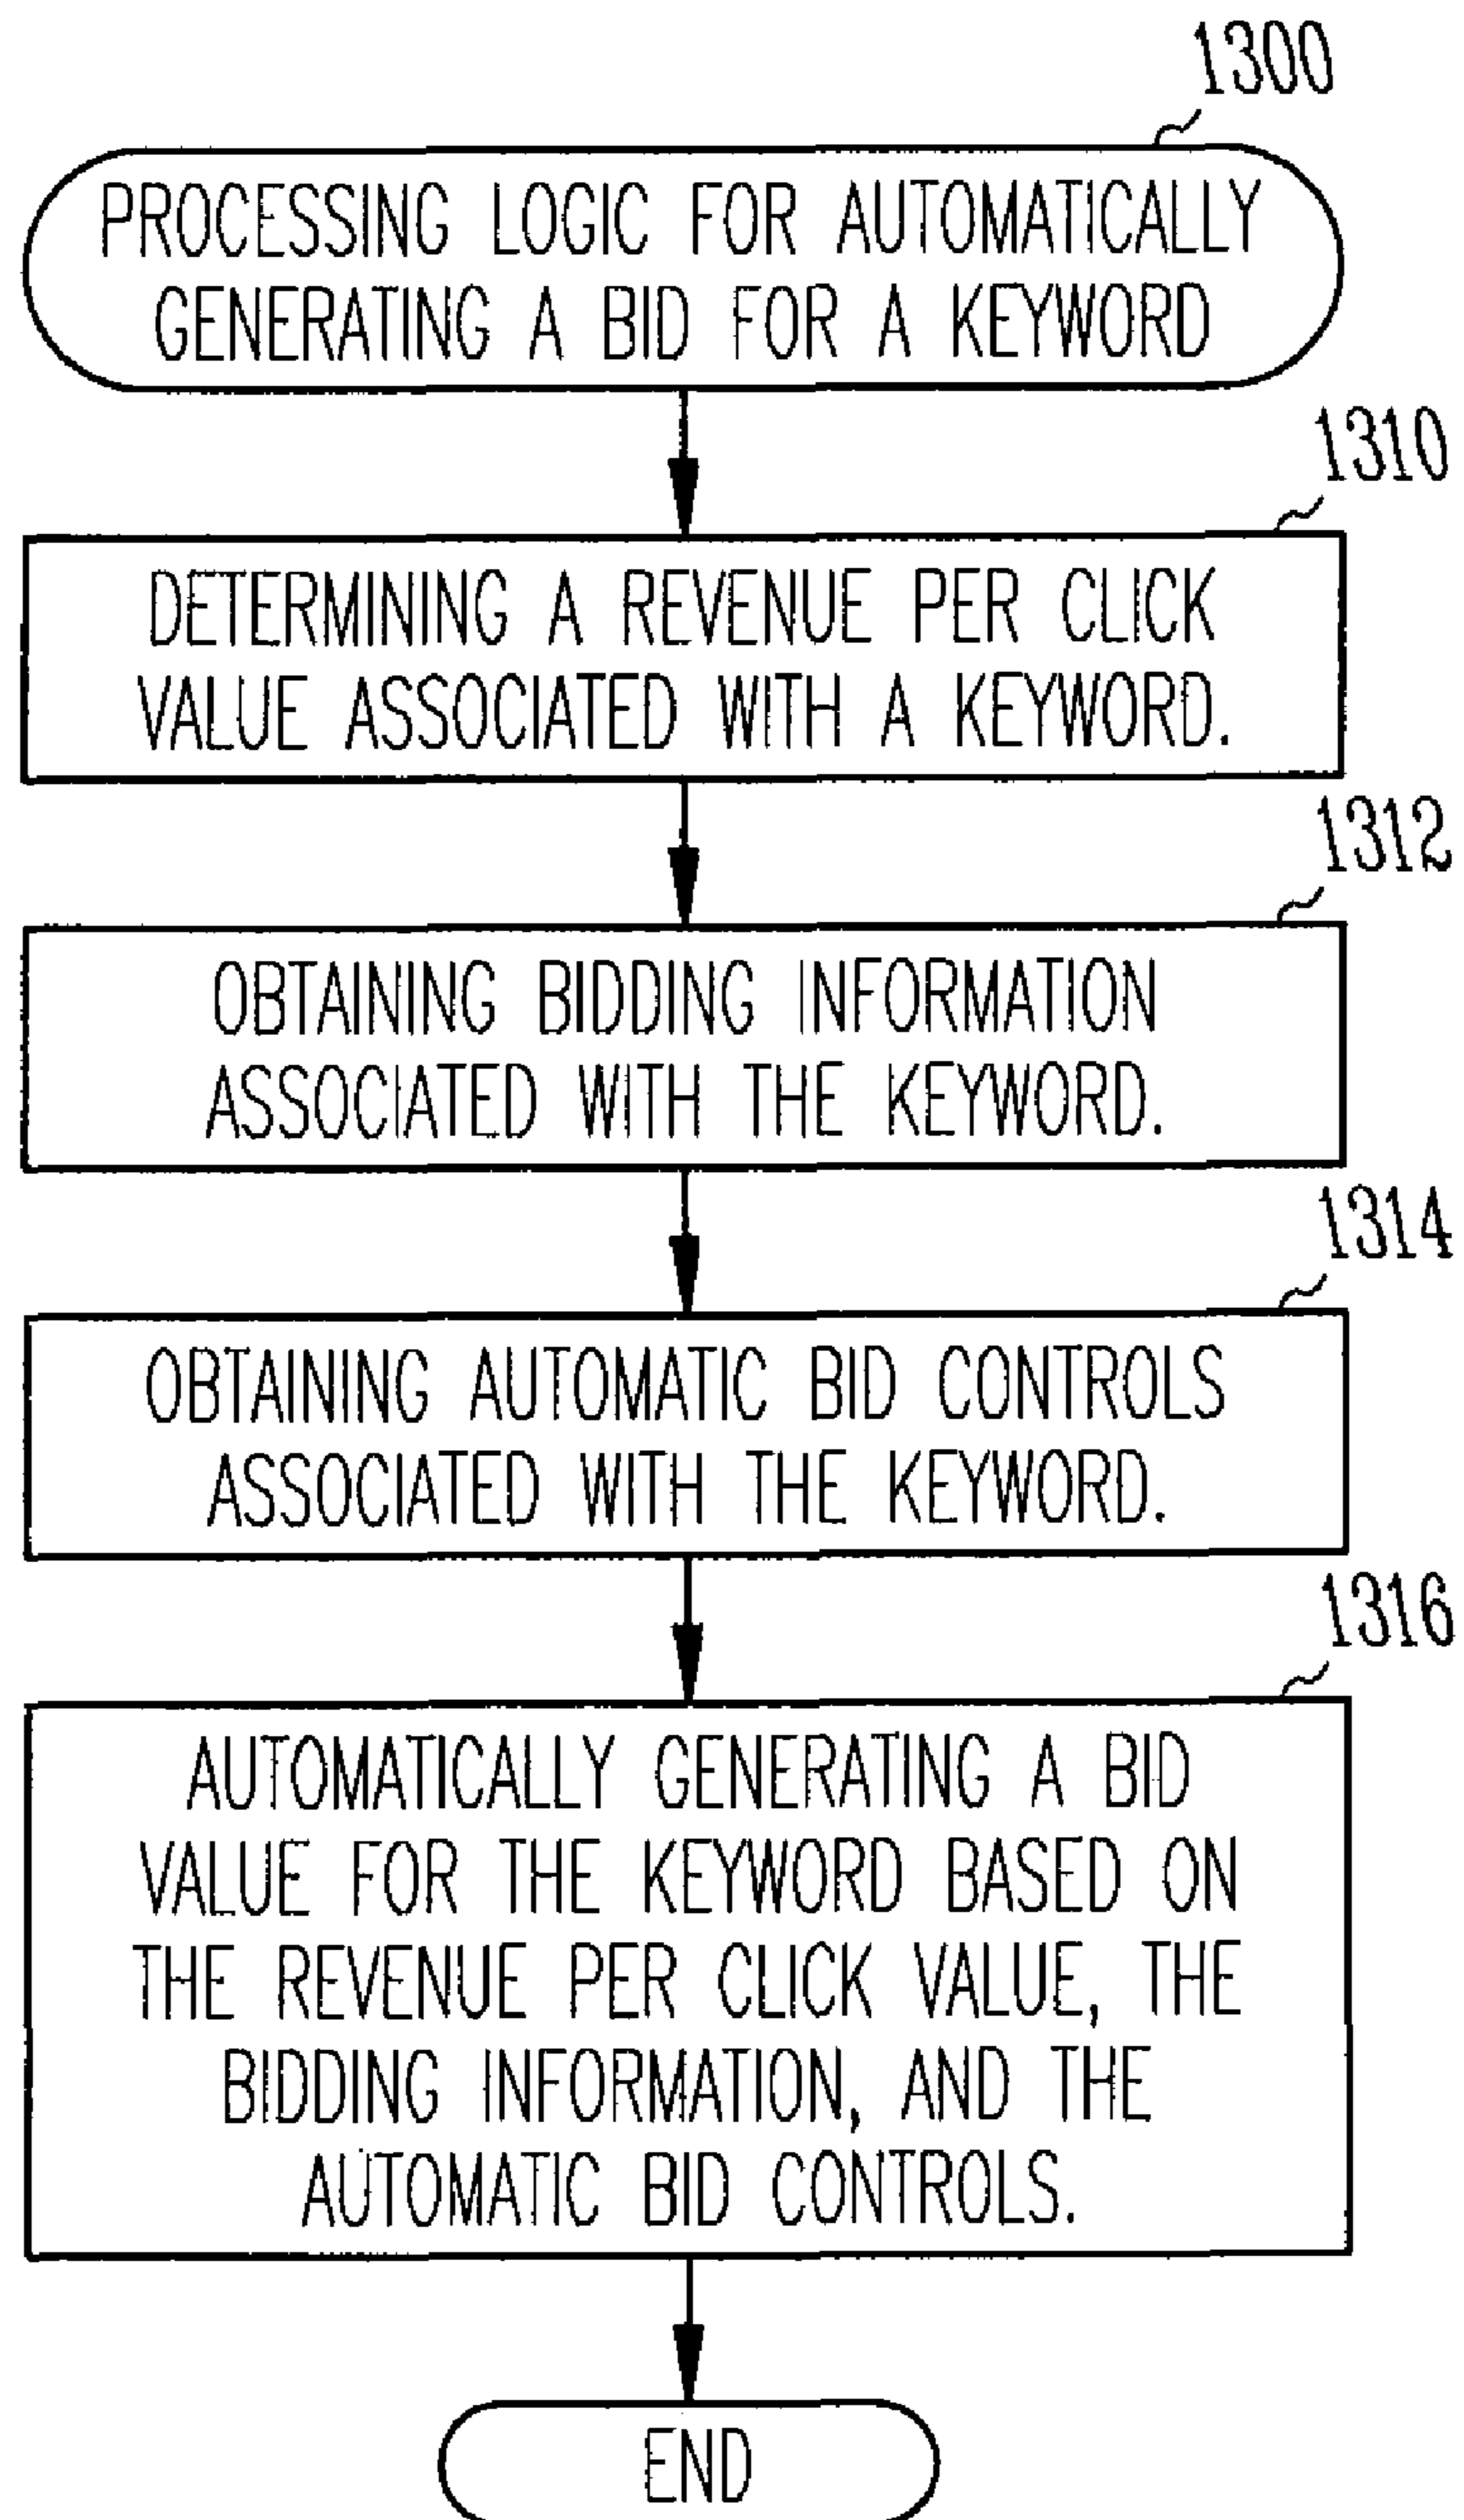 1300
PROCESSING LOGIC FOR AUTOMATICALLY
GENERATING A BID FOR A KEYWORD
1310
DETERMINING A REVENUE PER CLICK
VALUE ASSOCIATED WITH A KEYWORD.
1312
OBTAINING BIDDING INFORMATION
ASSOCIATED WITH THE KEYWORD.
1314
OBTAINING AUTOMATIC BID CONTROLS
ASSOCIATED WITH THE KEYWORD.
1316
AUTOMATICALLY GENERATING A BID
VALUE FOR THE KEYWORD BASED ON
THE REVENUE PER CLICK VALUE, THE
BIDDING INFORMATION, AND THE
AUTOMATIC BID CONTROLS.
END